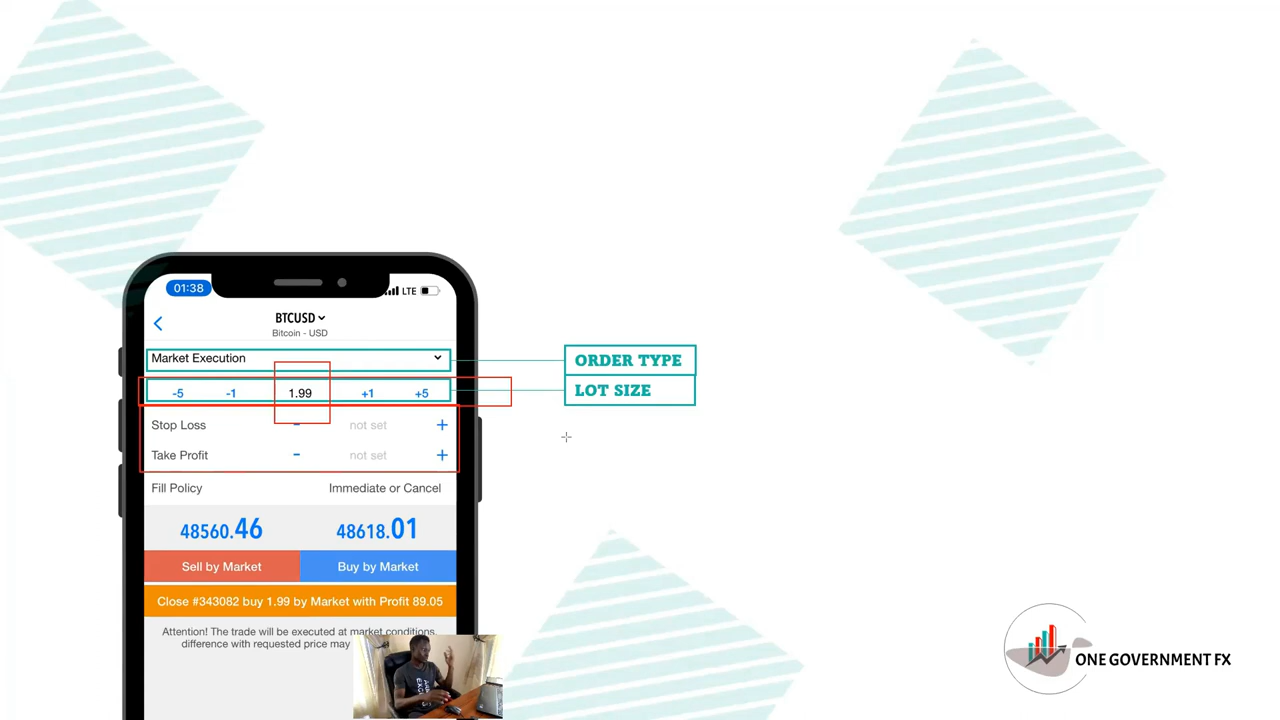 01:38
LTE
BTCUSD
Bitcoin - USD
Market Execution
ORDER TYPE
-5 -1 1.99 +1 +5
LOT SIZE
Stop Loss - not set +
Take Profit - not set +
Fill Policy Immediate or Cancel
48560.46 48618.01
Sell by Market Buy by Market
Close #343082 buy 1.99 by Market with Profit 89.05
Attention! The trade will be executed at market conditions,
difference with requested price may
ONE GOVERNMENT FX